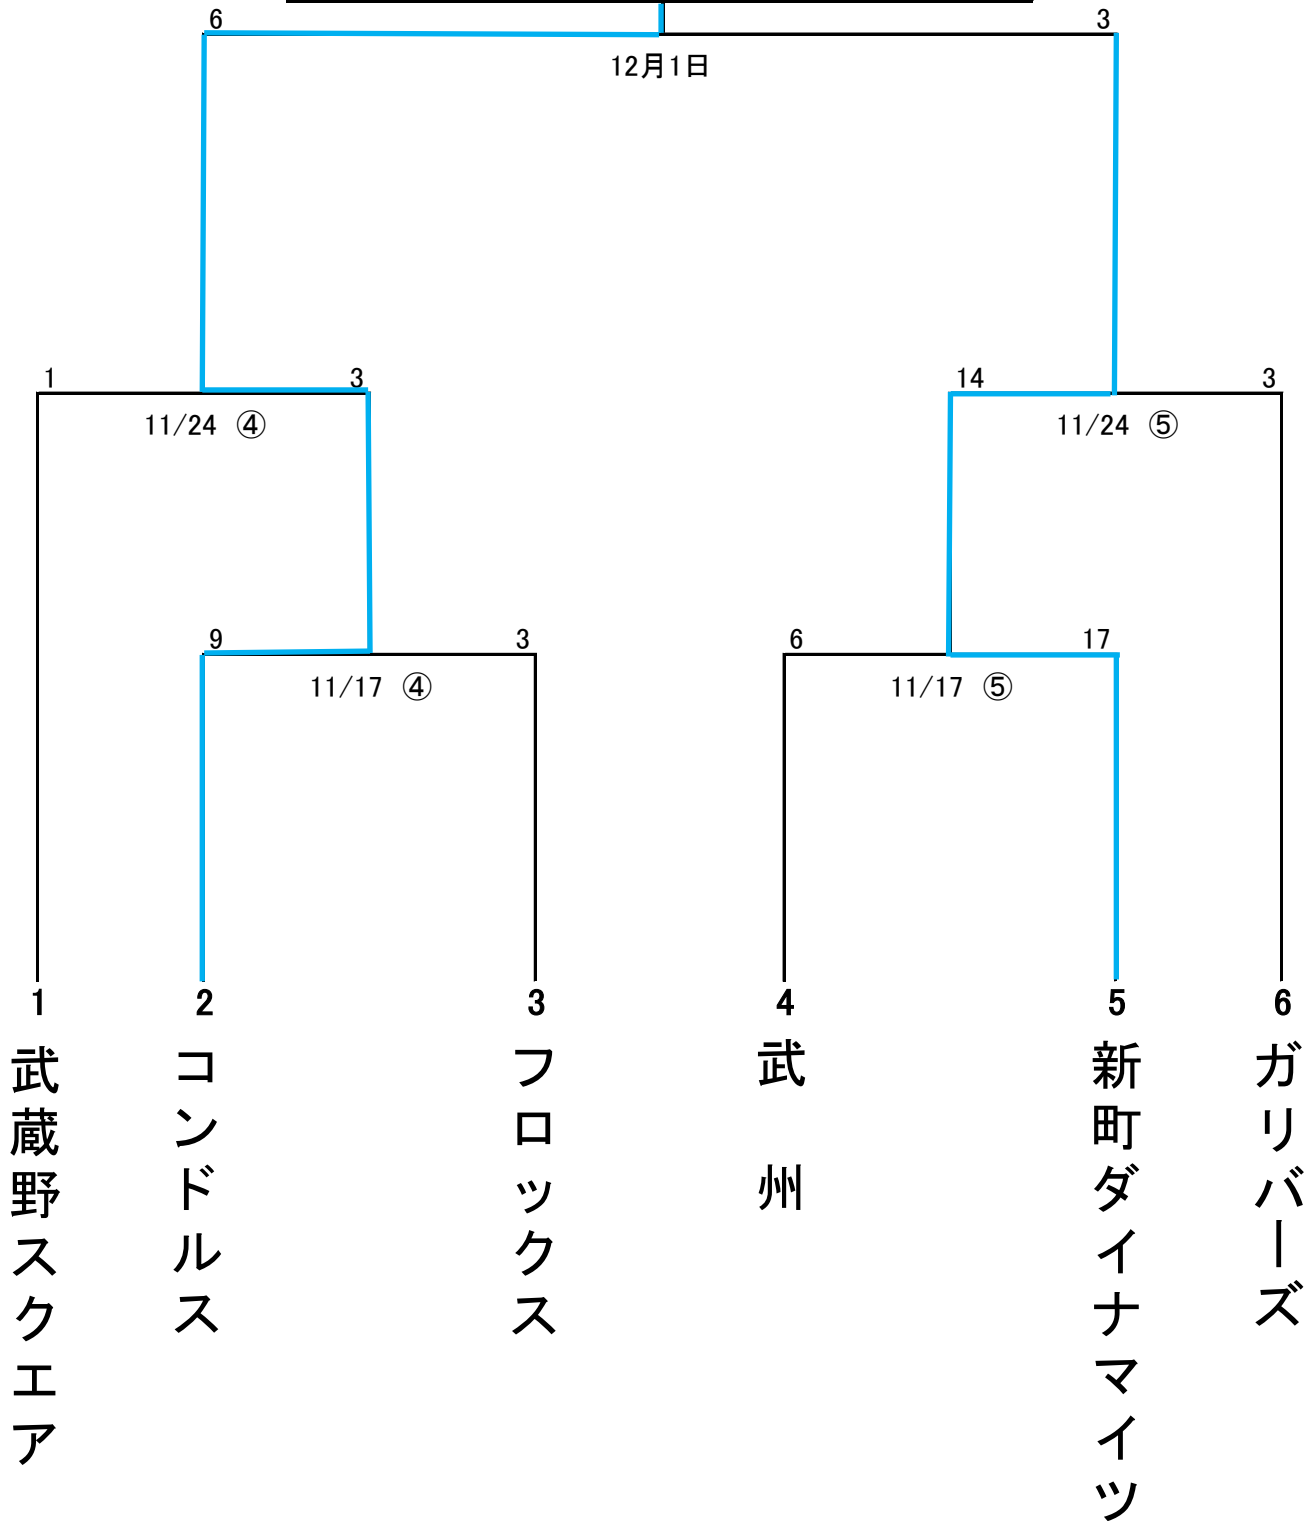 6 3
12月1日
1 3 14 3
11/24 ④ 11/24 ⑤
9 3 6 17
11/17 ④ 11/17 ⑤
1 2 3 4 5 6
武蔵野スクエア
コンドルス
フロックス
武州
新町ダイナマイツ
ガリバーズ